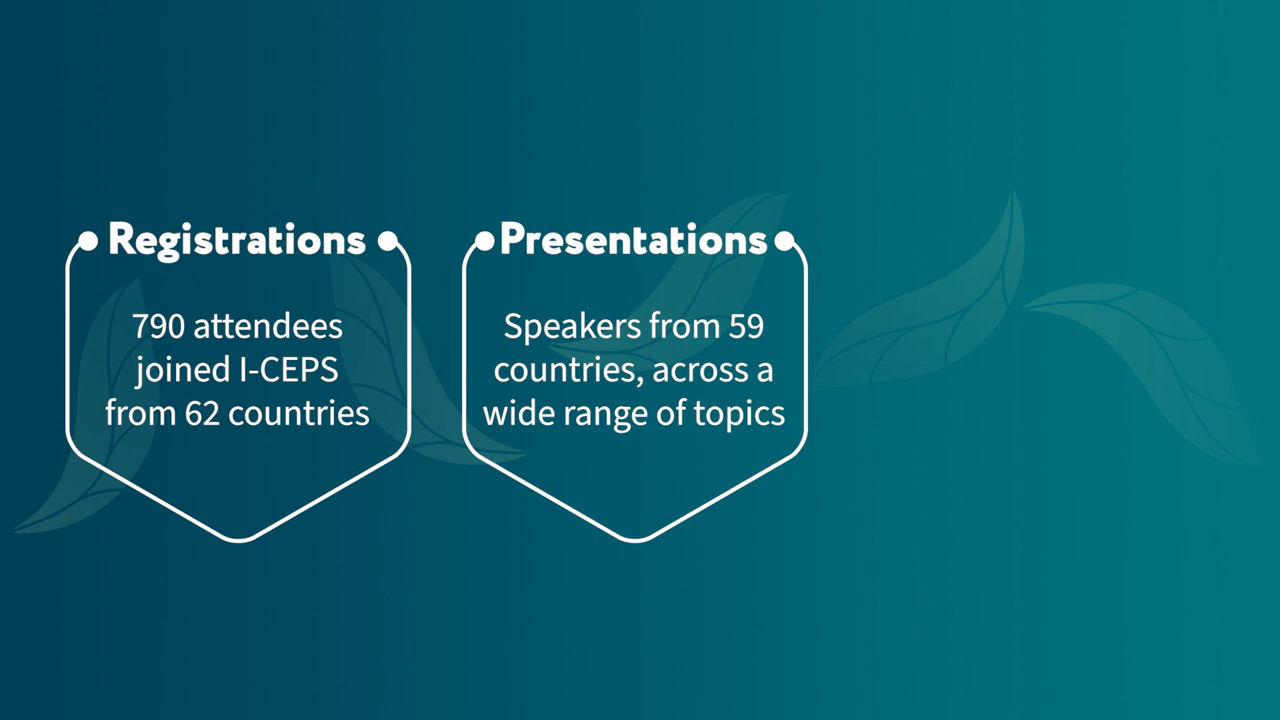 Registrations
790 attendees
joined I-CEPS
from 62 countries
Presentations
Speakers from 59
countries, across a
wide range of topics